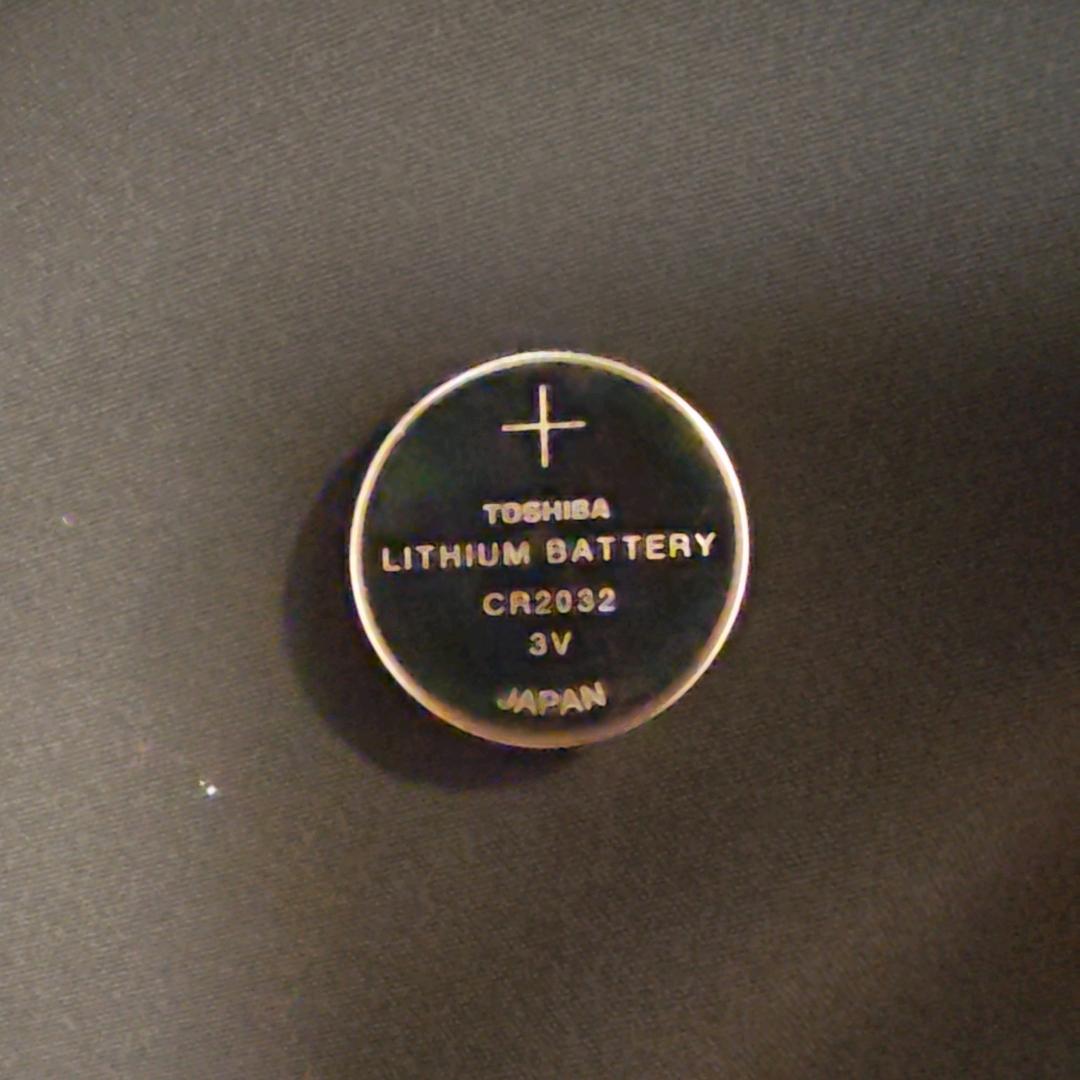 +
TOSHIBA
LITHIUM BATTERY
CR2032
3V
JAPAN